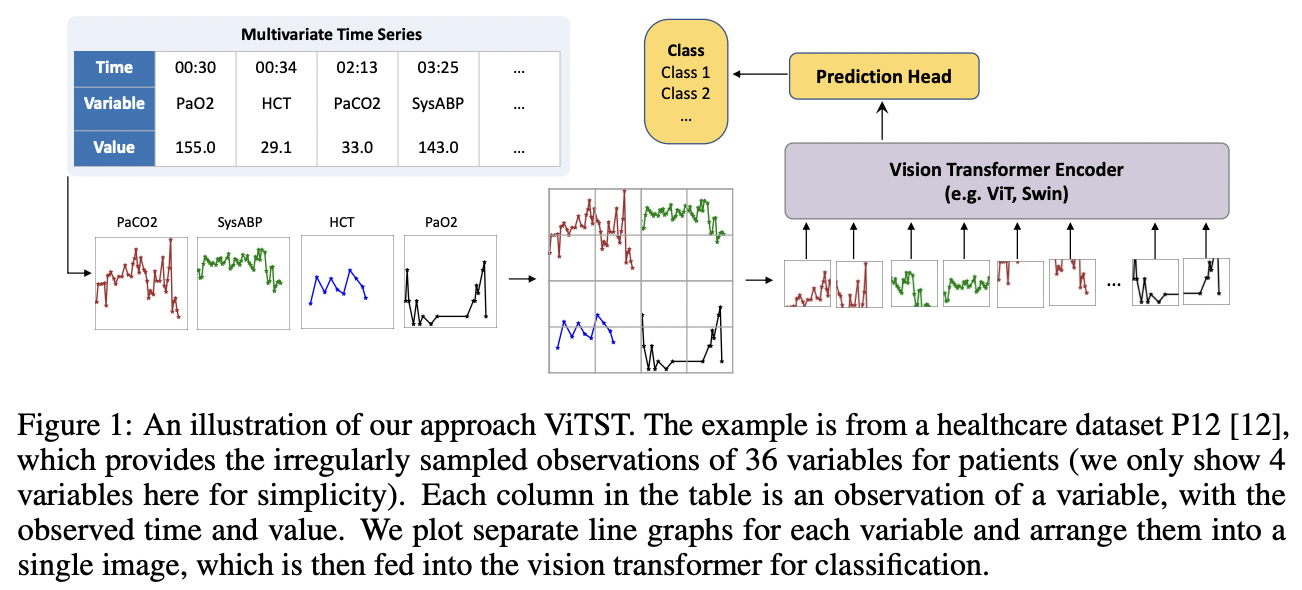 Multivariate Time Series
Time 00:30 00:34 02:13 03:25 ...
Variable PaO2 HCT PaCO2 SysABP ...
Value 155.0 29.1 33.0 143.0 ...
Class
Class 1
Class 2
...
Prediction Head
Vision Transformer Encoder
(e.g. ViT, Swin)
PaCO2 SysABP HCT PaO2
...
Figure 1: An illustration of our approach ViTST. The example is from a healthcare dataset P12 [12],
which provides the irregularly sampled observations of 36 variables for patients (we only show 4
variables here for simplicity). Each column in the table is an observation of a variable, with the
observed time and value. We plot separate line graphs for each variable and arrange them into a
single image, which is then fed into the vision transformer for classification.